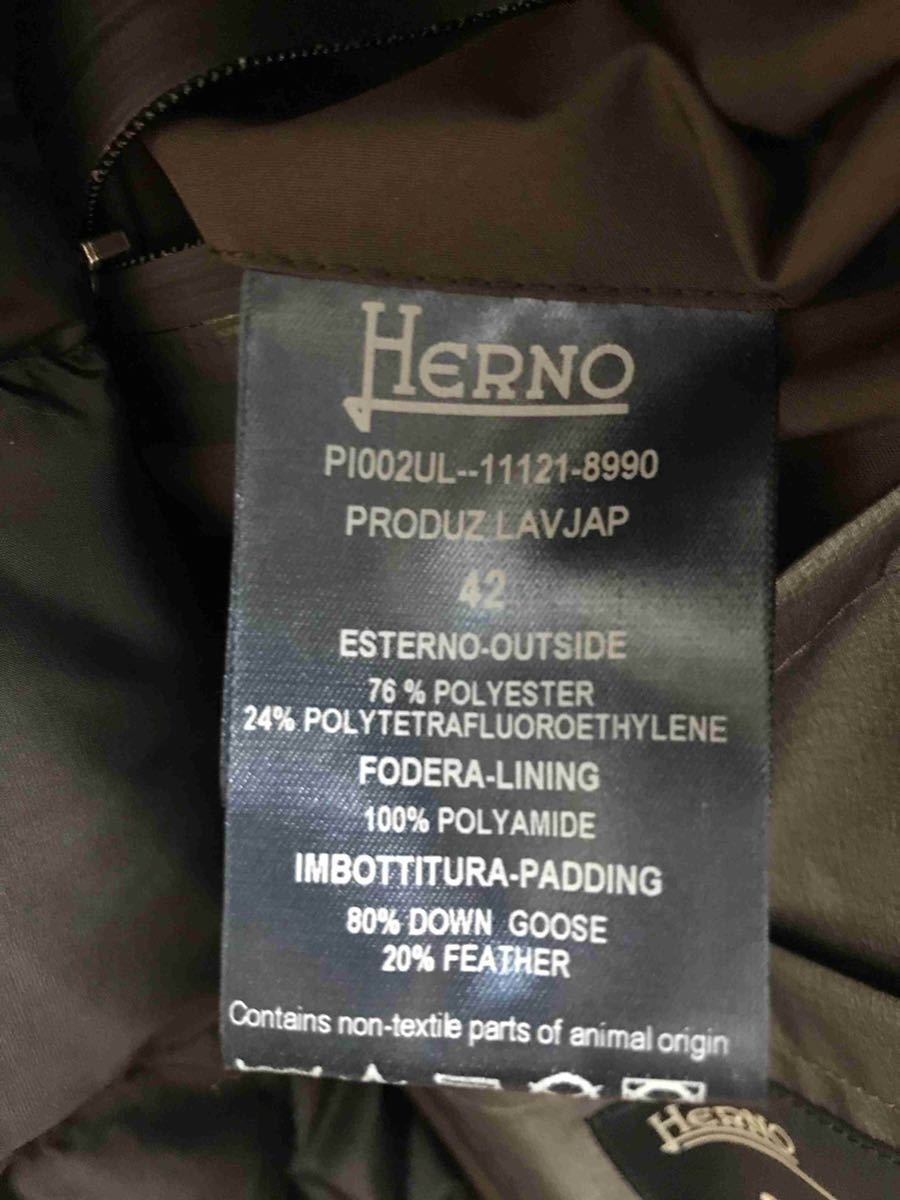 HERNO
PI002UL--11121-8990
PRODUZ LAVJAP
42
ESTERNO-OUTSIDE
76 % POLYESTER
24% POLYTETRAFLUOROETHYLENE
FODERA-LINING
100% POLYAMIDE
IMBOTTITURA-PADDING
80% DOWN GOOSE
20% FEATHER
Contains non-textile parts of animal origin
HERNO